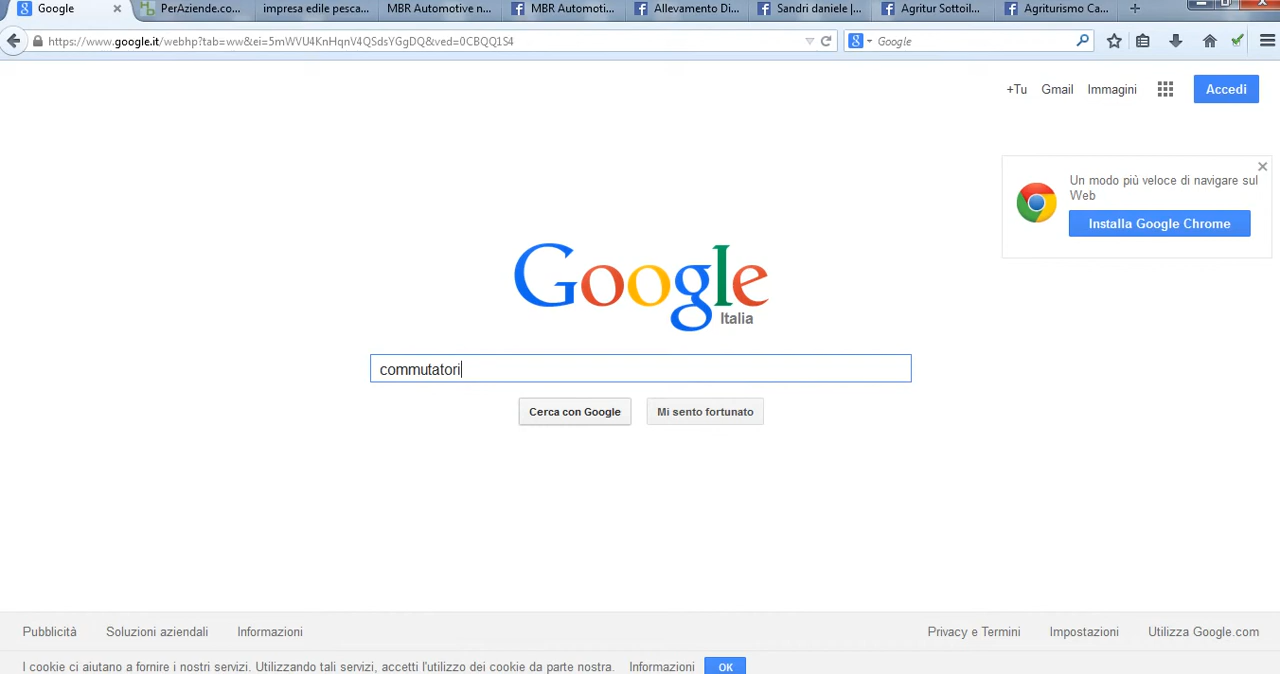 Google
PerAziende.co...
impresa edile pesca...
MBR Automotive n...
MBR Automoti...
Allevamento Di...
Sandri daniele |...
Agritur Sottoil...
Agriturismo Ca...
https://www.google.it/webhp?tab=ww&ei=5mWVU4KnHqnV4QSdsYGgDQ&ved=0CBQQ1S4
Google
+Tu Gmail Immagini Accedi
Un modo più veloce di navigare sul
Web
Installa Google Chrome
Google
Italia
commutatori
Cerca con Google Mi sento fortunato
Pubblicità Soluzioni aziendali Informazioni Privacy e Termini Impostazioni Utilizza Google.com
I cookie ci aiutano a fornire i nostri servizi. Utilizzando tali servizi, accetti l'utilizzo dei cookie da parte nostra. Informazioni OK